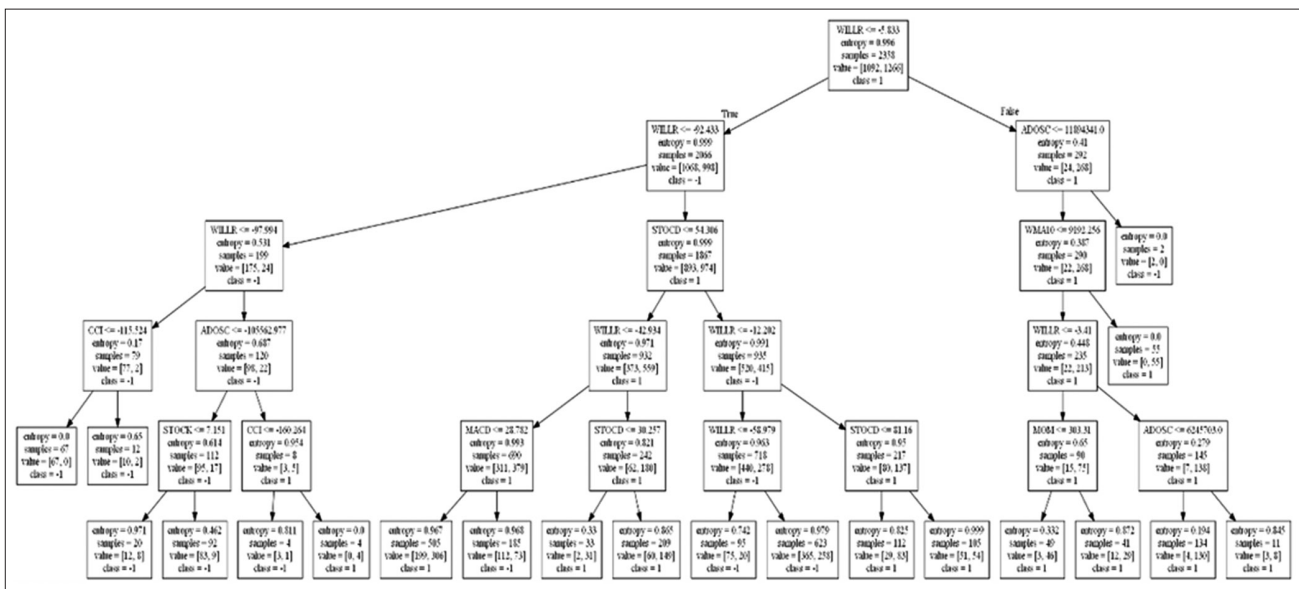 WILLR <= -5.833
entropy = 0.996
samples = 2358
value = [1092, 1266]
class = 1
True
False
WILLR <= -92.433
entropy = 0.999
samples = 2066
value = [1068, 998]
class = -1
ADOSC <= 11894341.0
entropy = 0.41
samples = 292
value = [24, 268]
class = 1
WILLR <= -97.994
entropy = 0.531
samples = 199
value = [175, 24]
class = -1
STOCD <= 54.306
entropy = 0.999
samples = 1867
value = [893, 974]
class = 1
WMA10 <= 9192.256
entropy = 0.387
samples = 290
value = [22, 268]
class = 1
entropy = 0.0
samples = 2
value = [2, 0]
class = -1
CCI <= -115.524
entropy = 0.17
samples = 79
value = [77, 2]
class = -1
ADOSC <= -105562.977
entropy = 0.687
samples = 120
value = [98, 22]
class = -1
WILLR <= -42.934
entropy = 0.971
samples = 932
value = [373, 559]
class = 1
WILLR <= -12.202
entropy = 0.991
samples = 935
value = [520, 415]
class = -1
WILLR <= -3.41
entropy = 0.448
samples = 235
value = [22, 213]
class = 1
entropy = 0.0
samples = 55
value = [0, 55]
class = 1
entropy = 0.0
samples = 67
value = [67, 0]
class = -1
entropy = 0.65
samples = 12
value = [10, 2]
class = -1
STOCK <= 7.151
entropy = 0.614
samples = 112
value = [95, 17]
class = -1
CCI <= -160.264
entropy = 0.954
samples = 8
value = [3, 5]
class = 1
MACD <= 28.782
entropy = 0.993
samples = 690
value = [311, 379]
class = 1
STOCD <= 30.257
entropy = 0.821
samples = 242
value = [62, 180]
class = 1
WILLR <= -58.979
entropy = 0.963
samples = 718
value = [440, 278]
class = -1
STOCD <= 81.16
entropy = 0.95
samples = 217
value = [80, 137]
class = 1
MOM <= 303.31
entropy = 0.65
samples = 90
value = [15, 75]
class = 1
ADOSC <= 6245703.0
entropy = 0.279
samples = 145
value = [7, 138]
class = 1
entropy = 0.971
samples = 20
value = [12, 8]
class = -1
entropy = 0.462
samples = 92
value = [83, 9]
class = -1
entropy = 0.811
samples = 4
value = [3, 1]
class = -1
entropy = 0.0
samples = 4
value = [0, 4]
class = 1
entropy = 0.967
samples = 505
value = [199, 306]
class = 1
entropy = 0.968
samples = 185
value = [112, 73]
class = -1
entropy = 0.33
samples = 33
value = [2, 31]
class = 1
entropy = 0.865
samples = 209
value = [60, 149]
class = 1
entropy = 0.742
samples = 95
value = [75, 20]
class = -1
entropy = 0.979
samples = 623
value = [365, 258]
class = -1
entropy = 0.825
samples = 112
value = [29, 83]
class = 1
entropy = 0.999
samples = 105
value = [51, 54]
class = 1
entropy = 0.332
samples = 49
value = [3, 46]
class = 1
entropy = 0.872
samples = 41
value = [12, 29]
class = 1
entropy = 0.194
samples = 134
value = [4, 130]
class = 1
entropy = 0.845
samples = 11
value = [3, 8]
class = 1